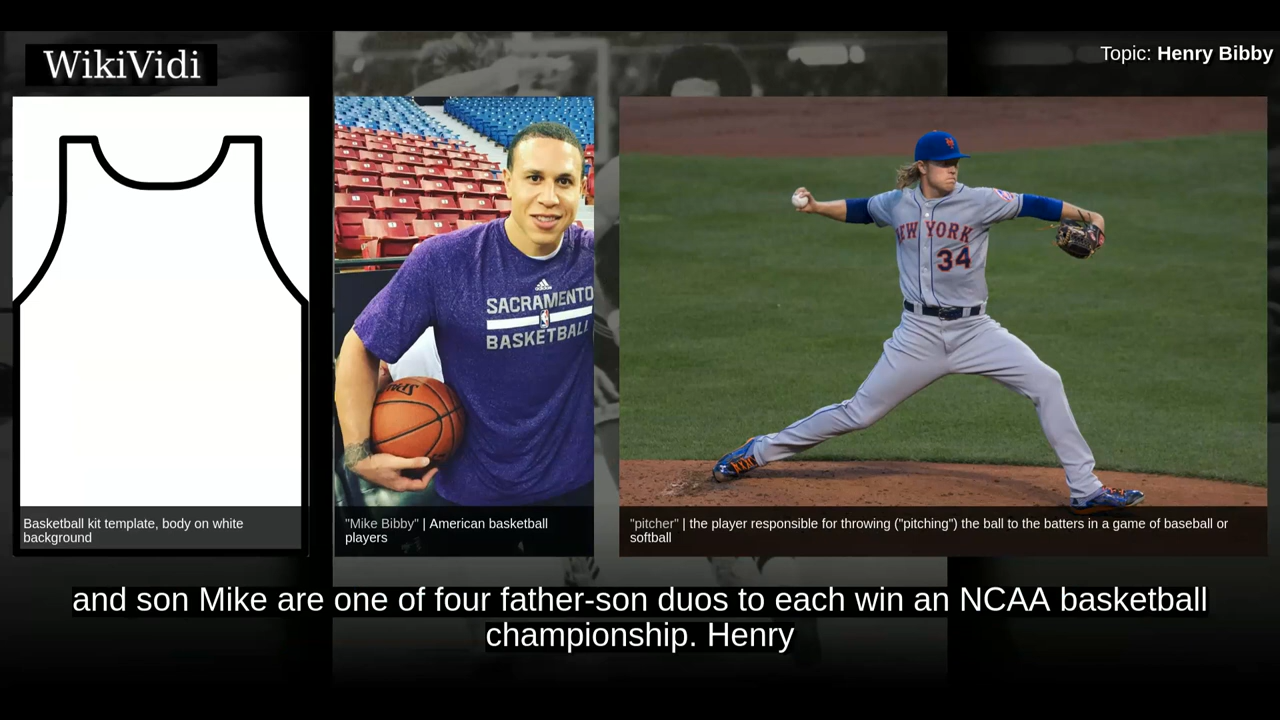 WikiVidi
Topic: Henry Bibby
SACRAMENTO
BASKETBALL
NEW YORK
34
Basketball kit template, body on white
background
"Mike Bibby" | American basketball
players
"pitcher" | the player responsible for throwing ("pitching") the ball to the batters in a game of baseball or
softball
and son Mike are one of four father-son duos to each win an NCAA basketball
championship. Henry